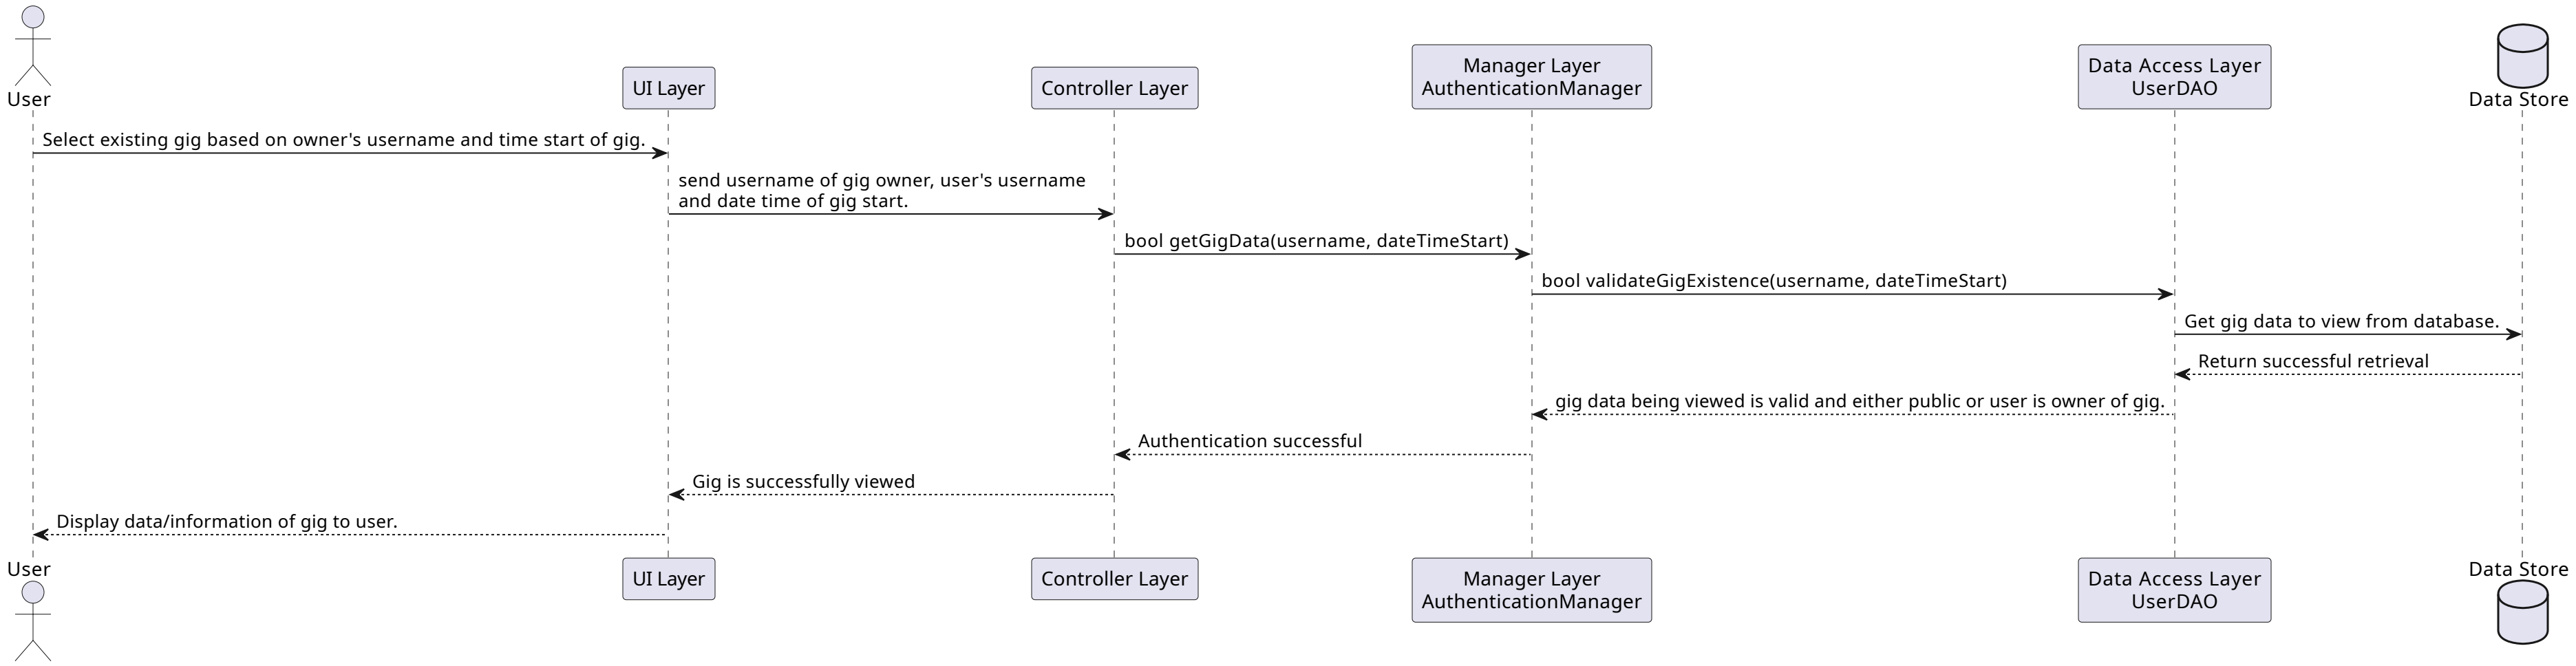 User
UI Layer
Controller Layer
Manager Layer
AuthenticationManager
Data Access Layer
UserDAO
Data Store
Select existing gig based on owner's username and time start of gig.
send username of gig owner, user's username
and date time of gig start.
bool getGigData(username, dateTimeStart)
bool validateGigExistence(username, dateTimeStart)
Get gig data to view from database.
Return successful retrieval
gig data being viewed is valid and either public or user is owner of gig.
Authentication successful
Gig is successfully viewed
Display data/information of gig to user.
User
UI Layer
Controller Layer
Manager Layer
AuthenticationManager
Data Access Layer
UserDAO
Data Store